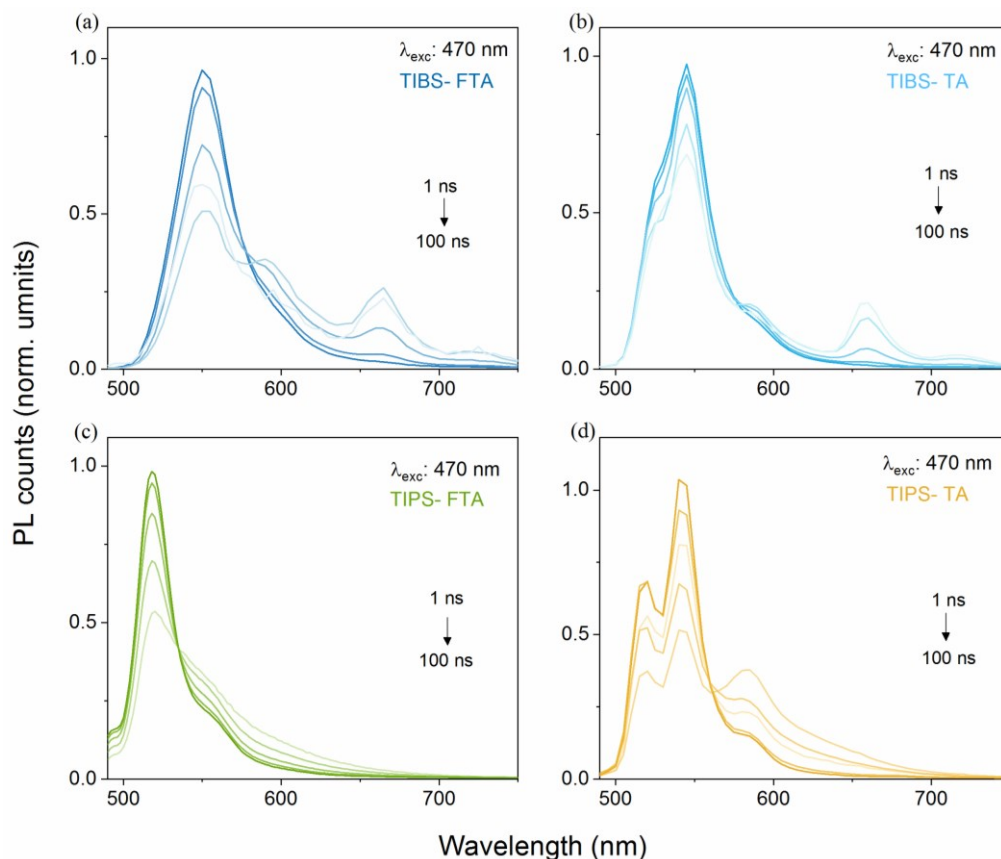 (a)
λexc: 470 nm
TIBS- FTA
1 ns
100 ns
1.0
0.5
0.0
500 600 700
(b)
λexc: 470 nm
TIBS- TA
1 ns
100 ns
1.0
0.5
0.0
500 600 700
(c)
λexc: 470 nm
TIPS- FTA
1 ns
100 ns
1.0
0.5
0.0
500 600 700
(d)
λexc: 470 nm
TIPS- TA
1 ns
100 ns
1.0
0.5
0.0
500 600 700
PL counts (norm. umnits)
Wavelength (nm)